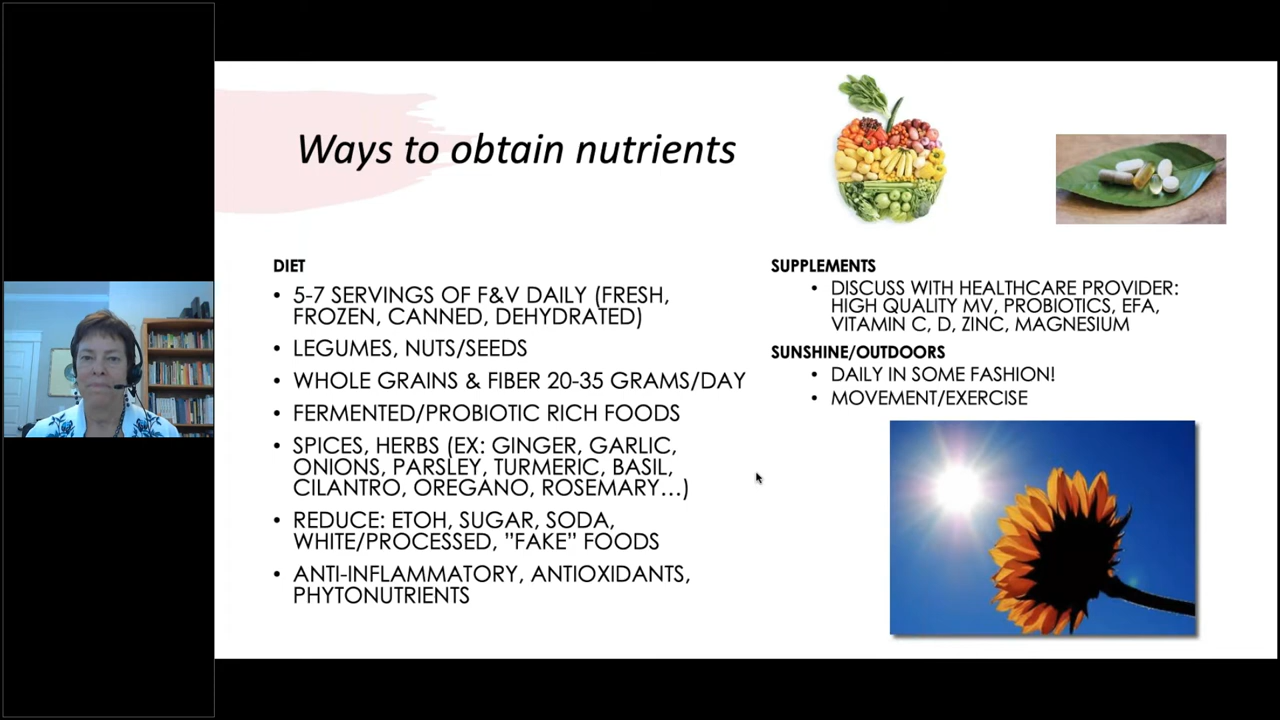 Ways to obtain nutrients
DIET
• 5-7 SERVINGS OF F&V DAILY (FRESH,
FROZEN, CANNED, DEHYDRATED)
• LEGUMES, NUTS/SEEDS
• WHOLE GRAINS & FIBER 20-35 GRAMS/DAY
• FERMENTED/PROBIOTIC RICH FOODS
• SPICES, HERBS (EX: GINGER, GARLIC,
ONIONS, PARSLEY, TURMERIC, BASIL,
CILANTRO, OREGANO, ROSEMARY…)
• REDUCE: ETOH, SUGAR, SODA,
WHITE/PROCESSED, ”FAKE” FOODS
• ANTI-INFLAMMATORY, ANTIOXIDANTS,
PHYTONUTRIENTS
SUPPLEMENTS
• DISCUSS WITH HEALTHCARE PROVIDER:
HIGH QUALITY MV, PROBIOTICS, EFA,
VITAMIN C, D, ZINC, MAGNESIUM
SUNSHINE/OUTDOORS
• DAILY IN SOME FASHION!
• MOVEMENT/EXERCISE